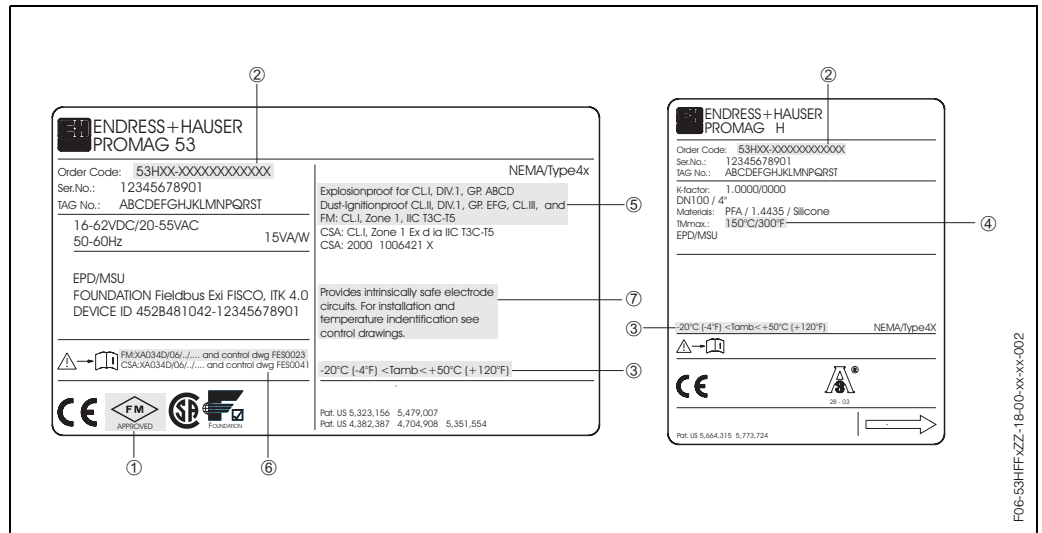 ②
②
ENDRESS+HAUSER
PROMAG 53
Order Code: 53HXX-XXXXXXXXXXXX
Ser.No.: 12345678901
TAG No.: ABCDEFGHJKLMNPQRST
16-62VDC/20-55VAC
50-60Hz 15VA/W
EPD/MSU
FOUNDATION Fieldbus Exi FISCO, ITK 4.0
DEVICE ID 452B481042-12345678901
FM:XA034D/06/../.... and control dwg FES0023
CSA:XA034D/06/../.... and control dwg FES0041
CE
FM
APPROVED
SA
F
FOUNDATION
NEMA/Type4x
Explosionproof for CL.I, DIV.1, GP. ABCD
Dust-Ignitionproof CL.II, DIV.1, GP. EFG, CL.III, and
FM: CL.I, Zone 1, IIC T3C-T5
CSA: CL.I, Zone 1 Ex d ia IIC T3C-T5
CSA: 2000 1006421 X
Provides intrinsically safe electrode
circuits. For installation and
temperature indentification see
control drawings.
-20°C (-4°F) <Tamb<+50°C (+120°F)
Pat. US 5,323,156 5,479,007
Pat. US 4,382,387 4,704,908 5,351,554
⑤
⑦
③
①
⑥
ENDRESS+HAUSER
PROMAG H
Order Code: 53HXX-XXXXXXXXXXXX
Ser.No.: 12345678901
TAG No.: ABCDEFGHJKLMNPQRST
K-factor: 1.0000/0000
DN100 / 4"
Materials: PFA / 1.4435 / Silicone
TMmax.: 150°C/300°F
EPD/MSU
④
③
-20°C (-4°F) <Tamb<+50°C (+120°F) NEMA/Type4X
CE
A
3
®
28 - 03
Pat. US 5,664,315 5,773,724
F06-53HFFxZZ-18-00-xx-xx-002